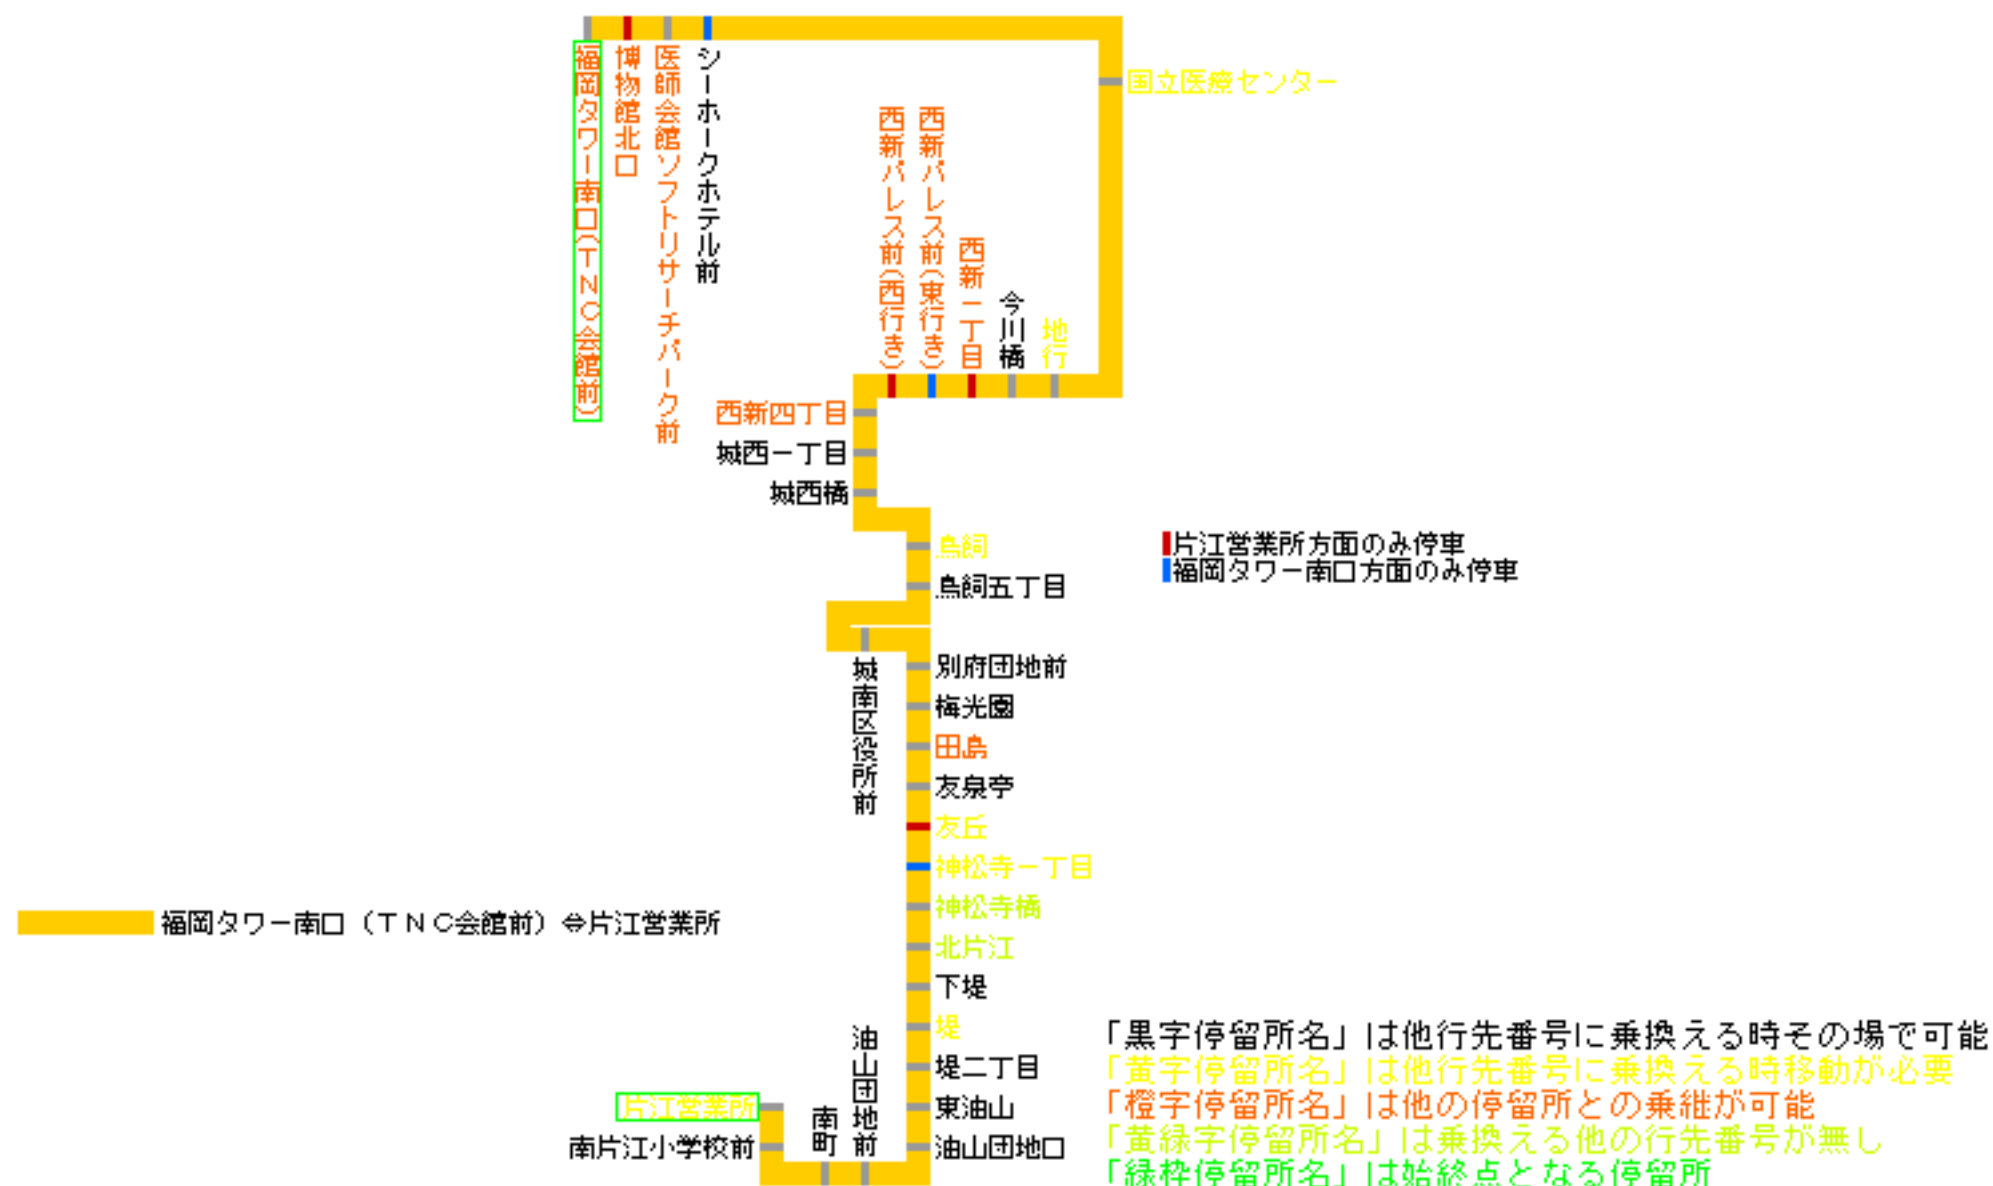 福岡タワー南口(TNC会館前)
博物館北口
医師会館ソフトリサーチパーク前
シーホークホテル前
国立医療センター
西新パレス前(西行き)
西新パレス前(東行き)
西新一丁目
今川橋
地行
西新四丁目
城西一丁目
城西橋
鳥飼
鳥飼五丁目
片江営業所方面のみ停車
福岡タワー南口方面のみ停車
城南区役所前
別府団地前
梅光園
田島
友泉亭
友丘
神松寺一丁目
神松寺橋
北片江
下堤
堤
堤二丁目
東油山
油山団地口
油山団地前
南町
南片江小学校前
片江営業所
福岡タワー南口（TNC会館前）⇔片江営業所
「黒字停留所名」は他行先番号に乗換える時その場で可能
「黄字停留所名」は他行先番号に乗換える時移動が必要
「橙字停留所名」は他の停留所との乗継が可能
「黄緑字停留所名」は乗換える他の行先番号が無し
「緑枠停留所名」は始終点となる停留所